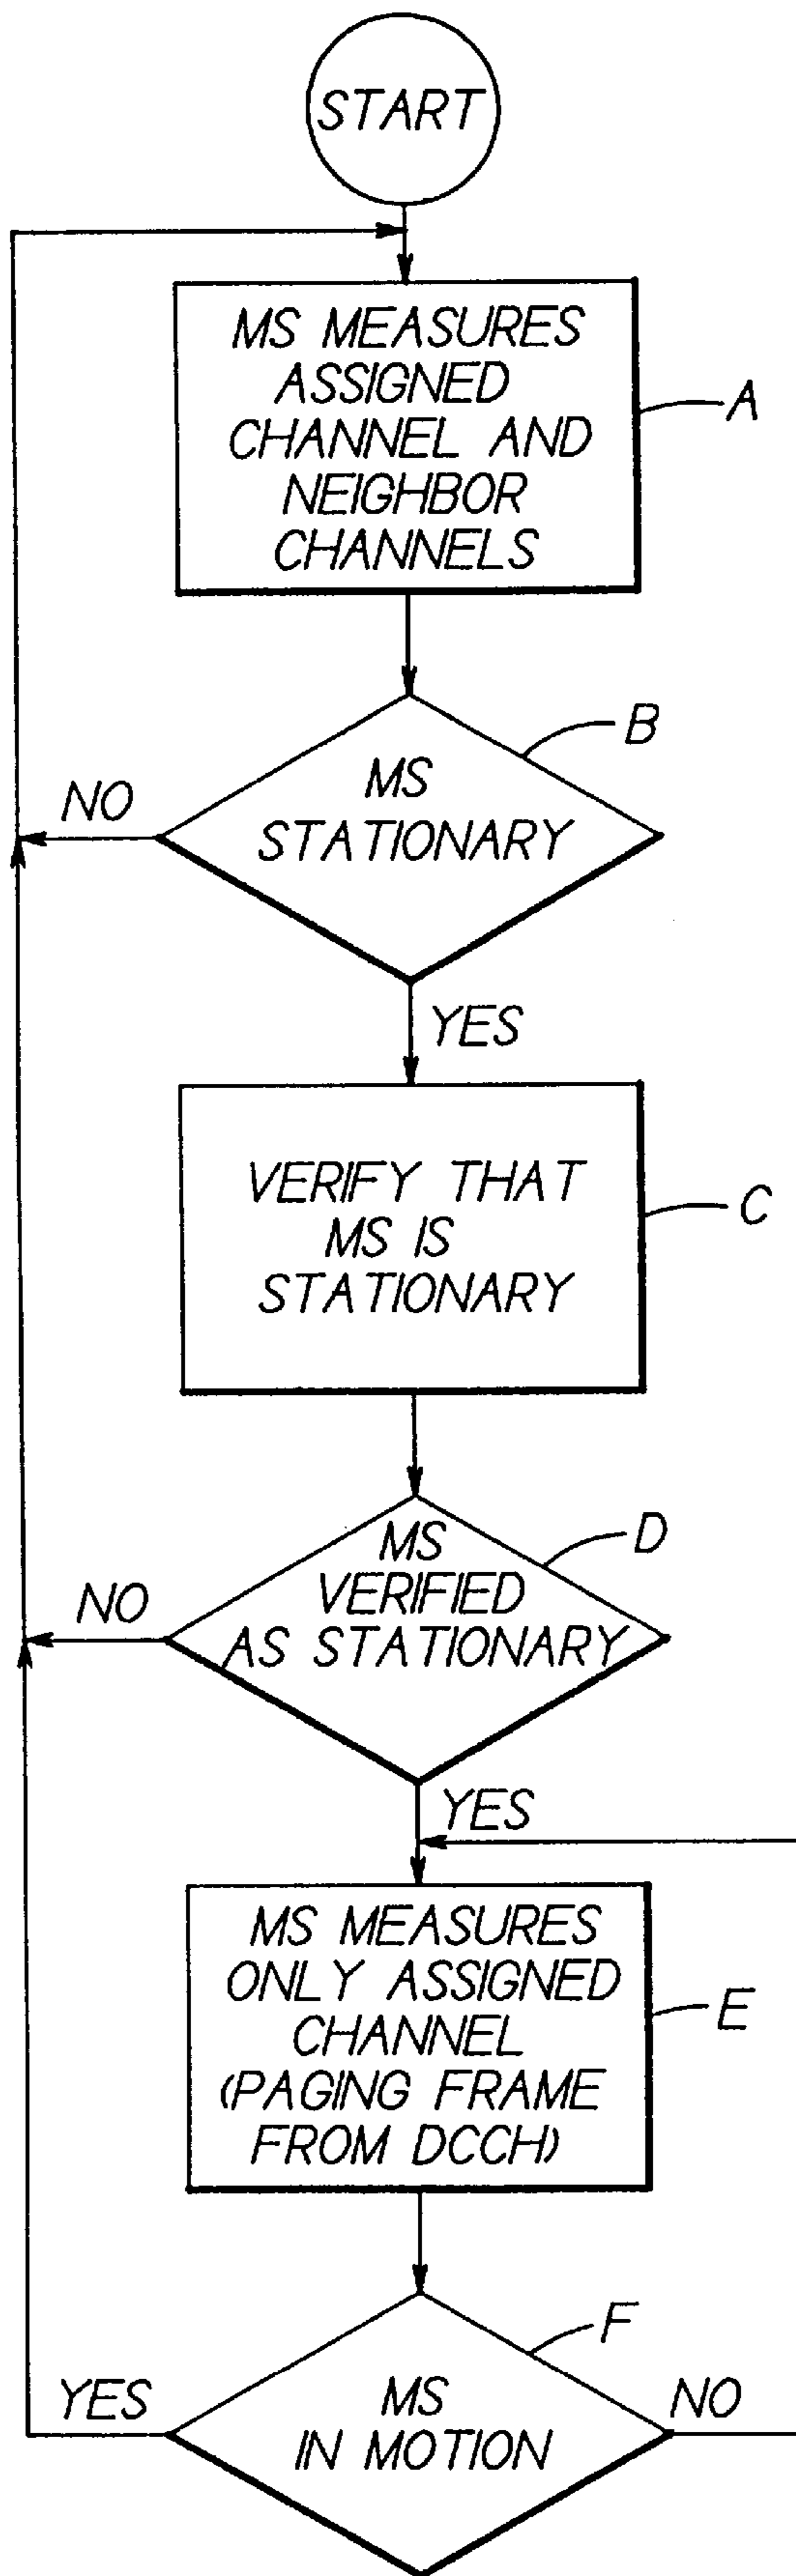 START
MS MEASURES
ASSIGNED
CHANNEL AND
NEIGHBOR
CHANNELS
A
B
MS
STATIONARY
NO
YES
VERIFY THAT
MS IS
STATIONARY
C
D
MS
VERIFIED
AS STATIONARY
NO
YES
MS MEASURES
ONLY ASSIGNED
CHANNEL
(PAGING FRAME
FROM DCCH)
E
F
YES
MS
IN MOTION
NO